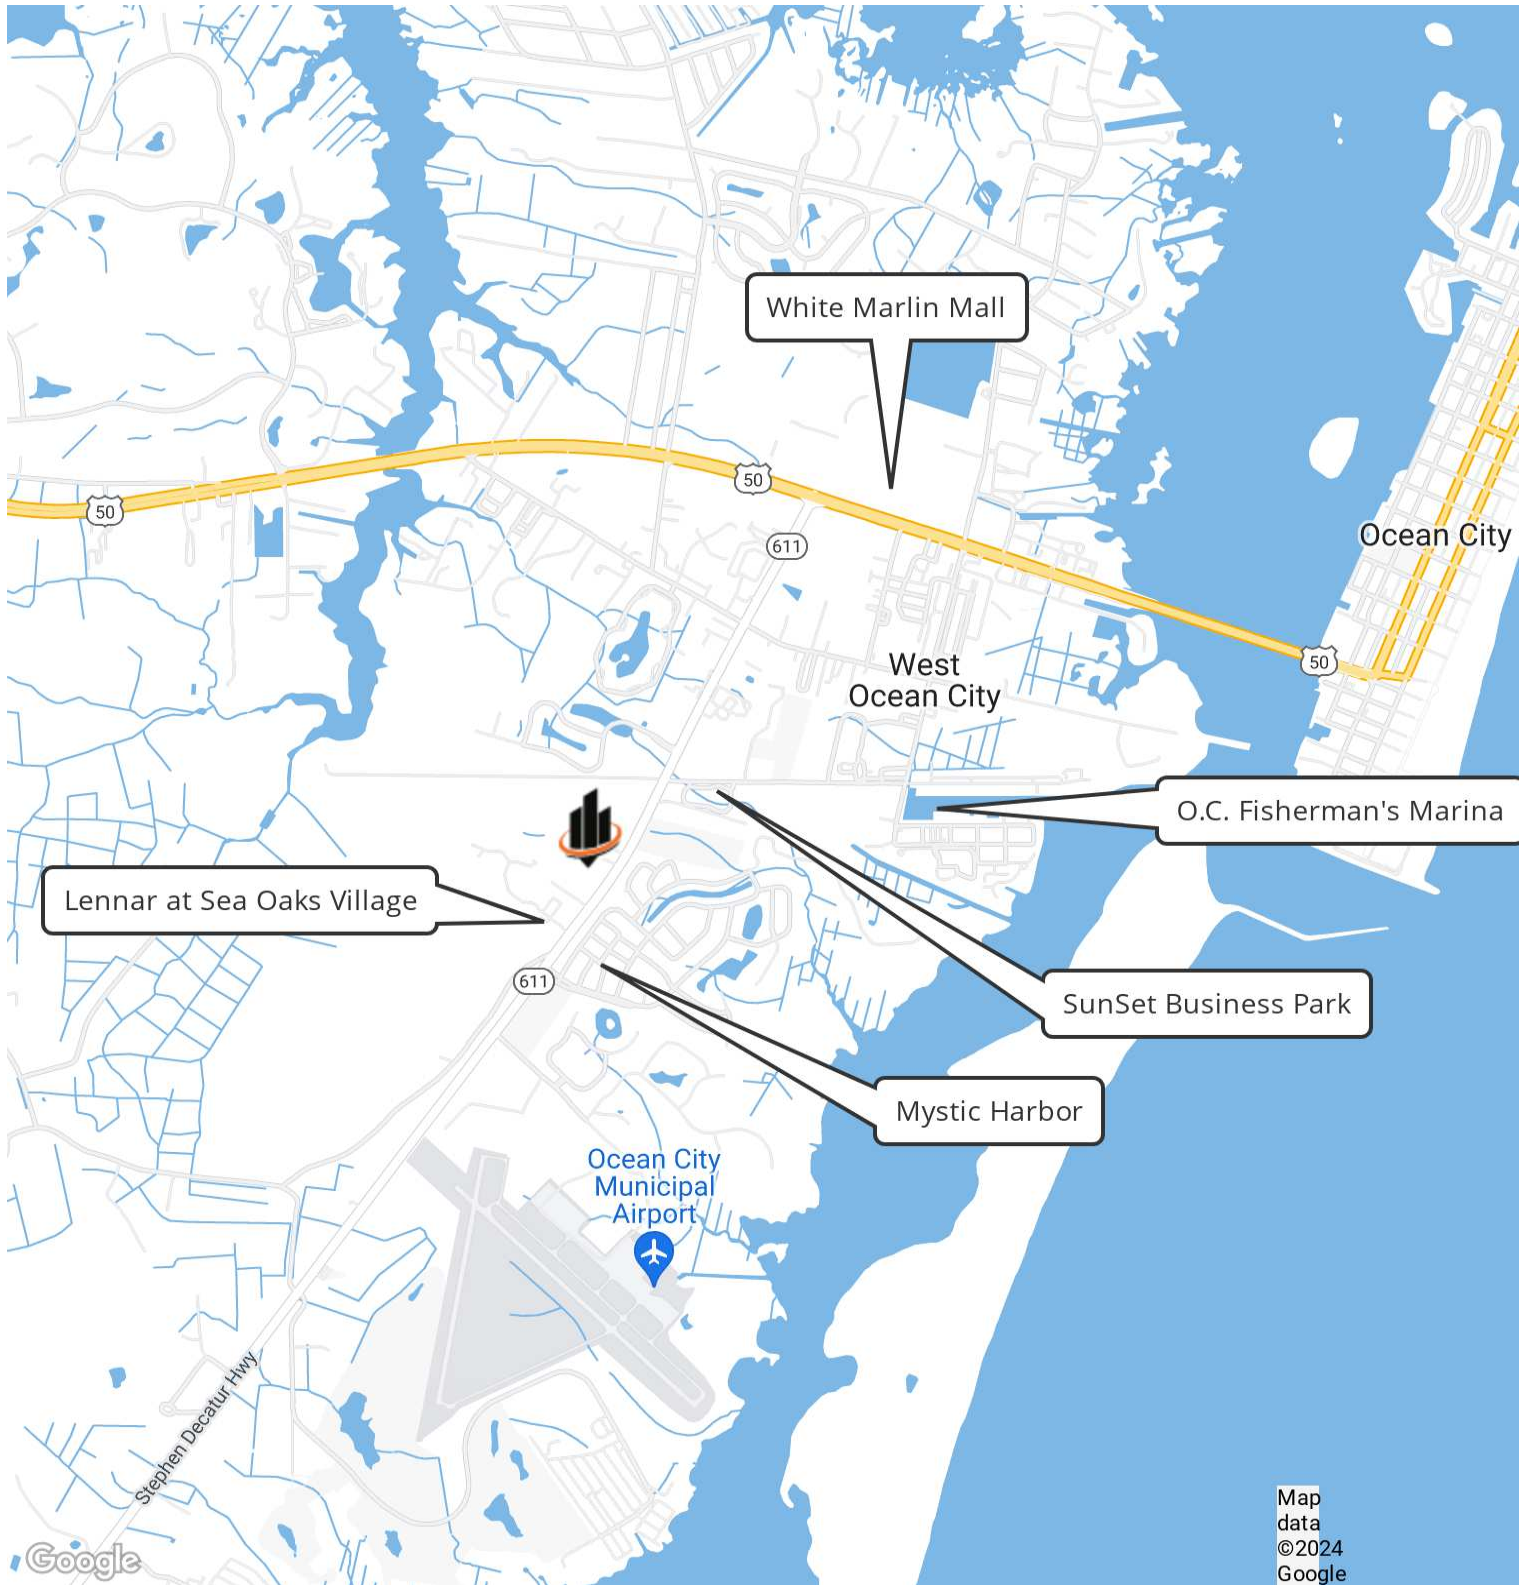 White Marlin Mall
50
50
611
Ocean City
West
Ocean City
50
O.C. Fisherman's Marina
Lennar at Sea Oaks Village
611
SunSet Business Park
Mystic Harbor
Ocean City
Municipal
Airport
Stephen Decatur Hwy
Google
Map
data
©2024
Google